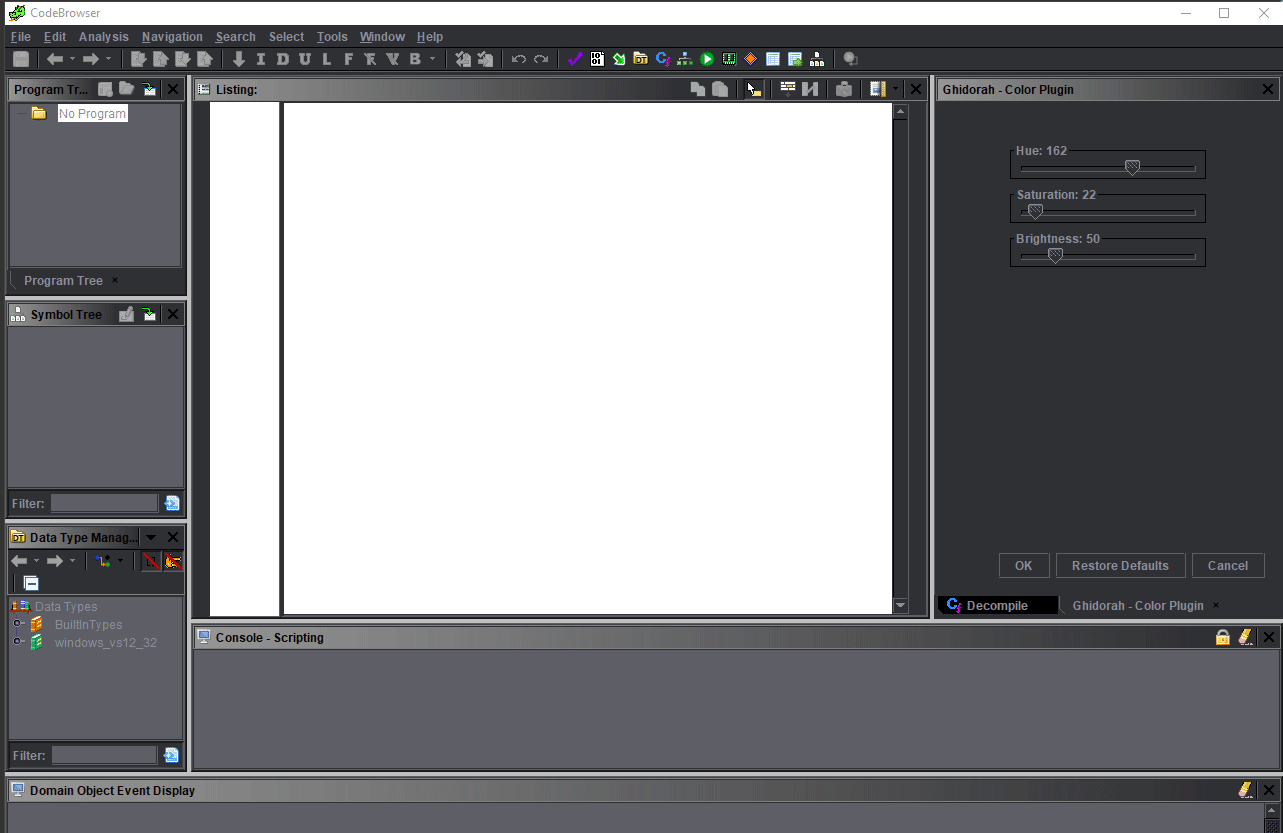 CodeBrowser
File Edit Analysis Navigation Search Select Tools Window Help
I D U L F B
Program Tr...
No Program
Program Tree
Symbol Tree
Filter:
Data Type Manag...
Data Types
BuiltInTypes
windows_vs12_32
Filter:
Listing:
Ghidorah - Color Plugin
Hue: 162
Saturation: 22
Brightness: 50
OK Restore Defaults Cancel
Decompile Ghidorah - Color Plugin
Console - Scripting
Domain Object Event Display